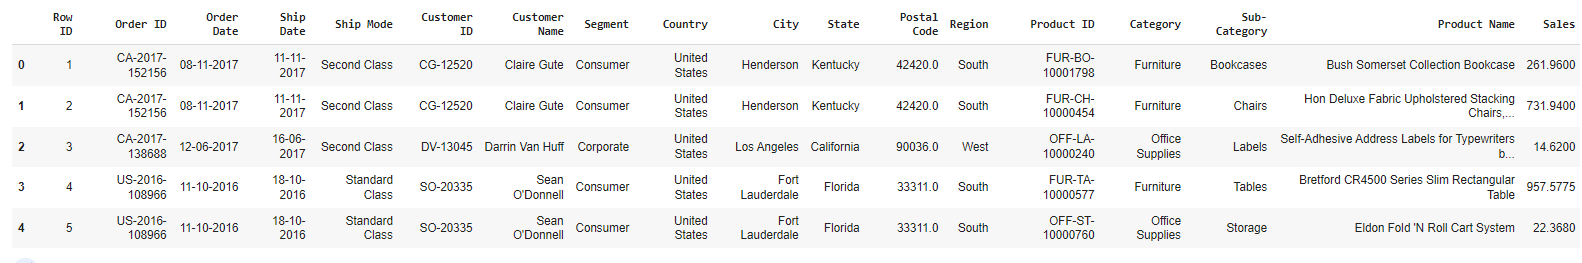 Row ID Order ID Order Date Ship Date Ship Mode Customer ID Customer Name Segment Country City State Postal Code Region Product ID Category Sub-Category Product Name Sales
0 1 CA-2017-152156 08-11-2017 11-11-2017 Second Class CG-12520 Claire Gute Consumer United States Henderson Kentucky 42420.0 South FUR-BO-10001798 Furniture Bookcases Bush Somerset Collection Bookcase 261.9600
1 2 CA-2017-152156 08-11-2017 11-11-2017 Second Class CG-12520 Claire Gute Consumer United States Henderson Kentucky 42420.0 South FUR-CH-10000454 Furniture Chairs Hon Deluxe Fabric Upholstered Stacking Chairs,... 731.9400
2 3 CA-2017-138688 12-06-2017 16-06-2017 Second Class DV-13045 Darrin Van Huff Corporate United States Los Angeles California 90036.0 West OFF-LA-10000240 Office Supplies Labels Self-Adhesive Address Labels for Typewriters b... 14.6200
3 4 US-2016-108966 11-10-2016 18-10-2016 Standard Class SO-20335 Sean O'Donnell Consumer United States Fort Lauderdale Florida 33311.0 South FUR-TA-10000577 Furniture Tables Bretford CR4500 Series Slim Rectangular Table 957.5775
4 5 US-2016-108966 11-10-2016 18-10-2016 Standard Class SO-20335 Sean O'Donnell Consumer United States Fort Lauderdale Florida 33311.0 South OFF-ST-10000760 Office Supplies Storage Eldon Fold 'N Roll Cart System 22.3680